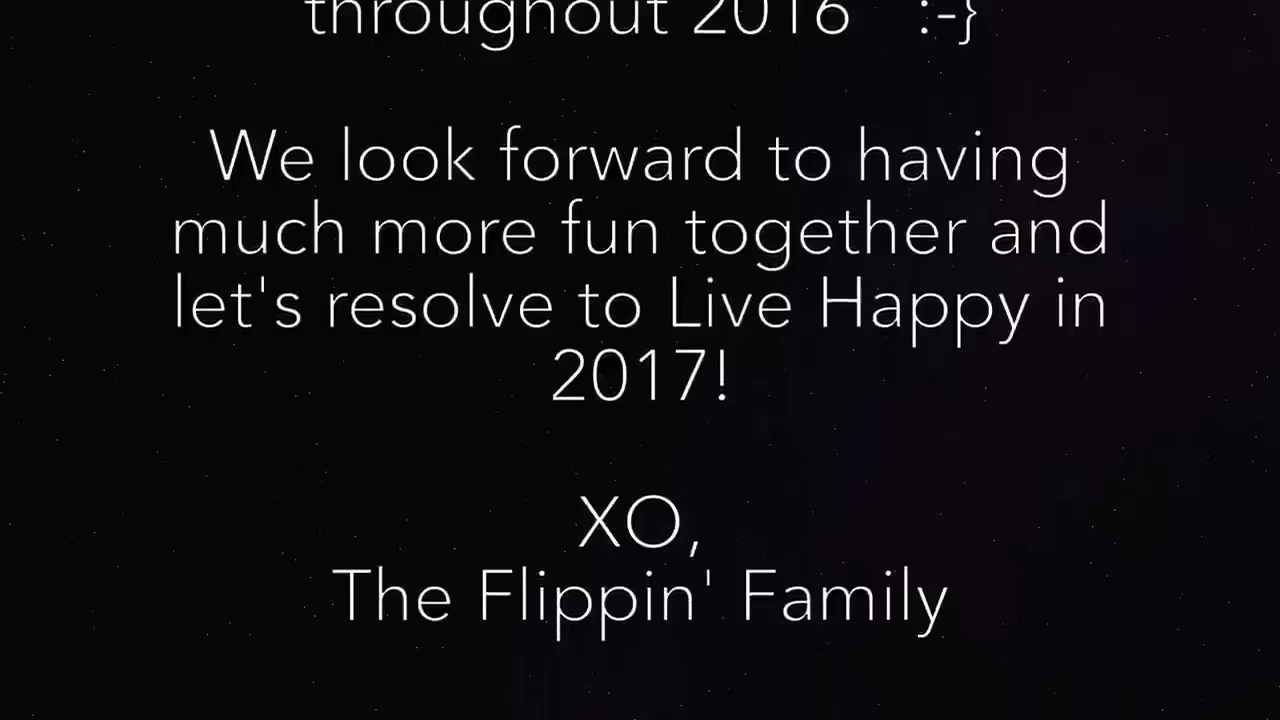 throughout 2016 :-}
We look forward to having
much more fun together and
let's resolve to Live Happy in
2017!
XO,
The Flippin' Family